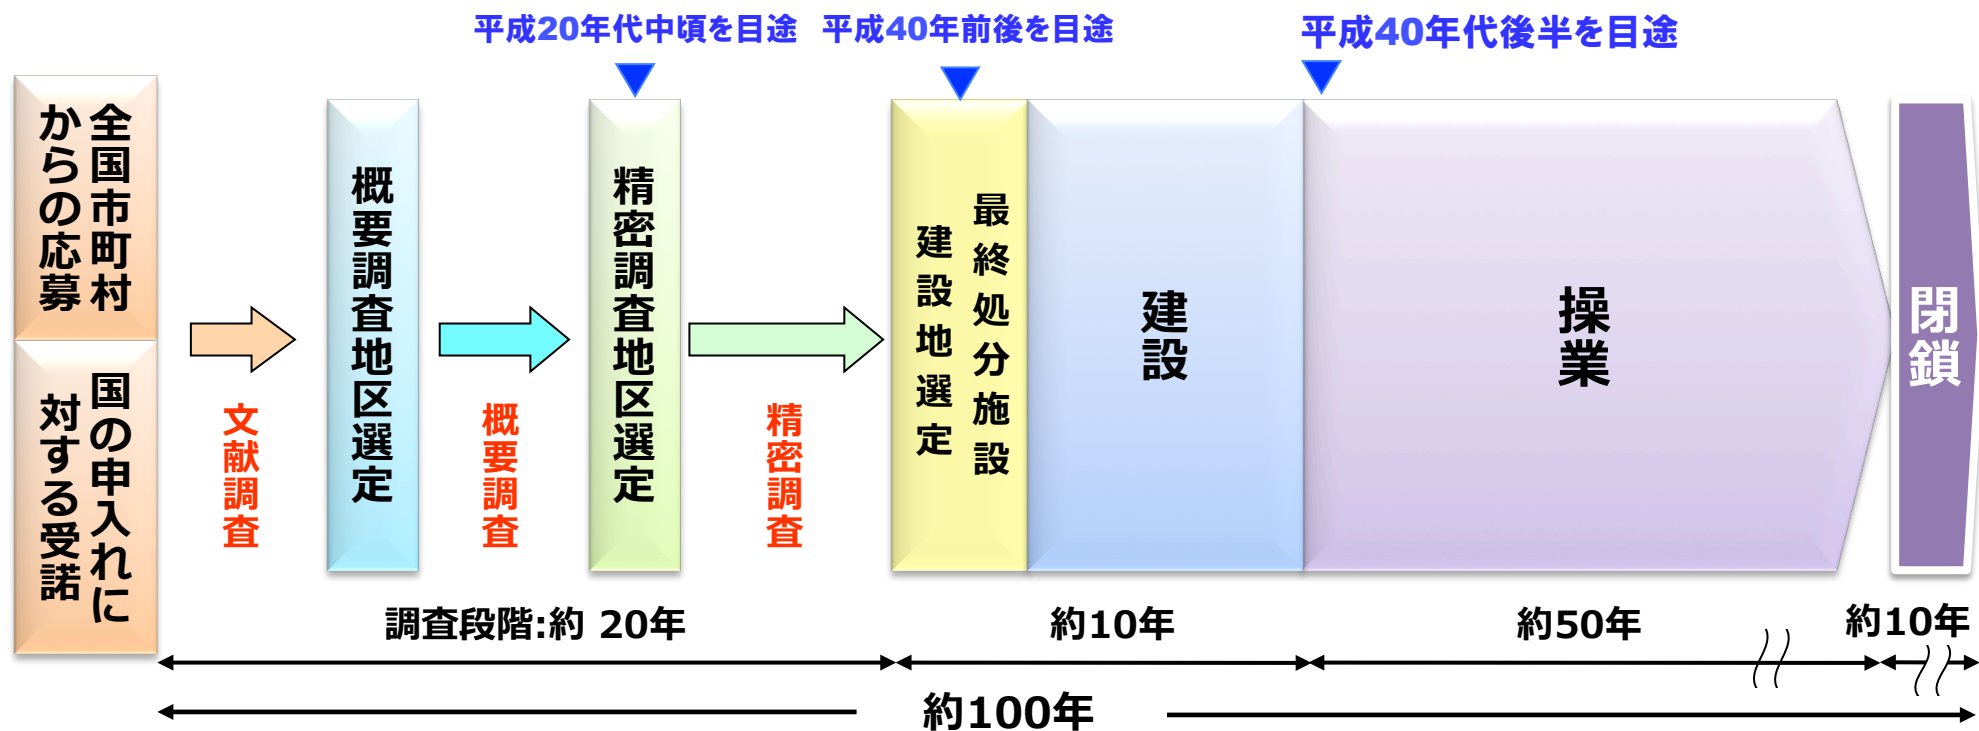 平成20年代中頃を目途
平成40年前後を目途
平成40年代後半を目途
全国市町村
からの応募
国の申入れに
対する受諾
文献調査
概要調査地区選定
概要調査
精密調査地区選定
精密調査
最終処分施設
建設地選定
建設
操業
閉鎖
調査段階:約 20年
約10年
約50年
約10年
約100年